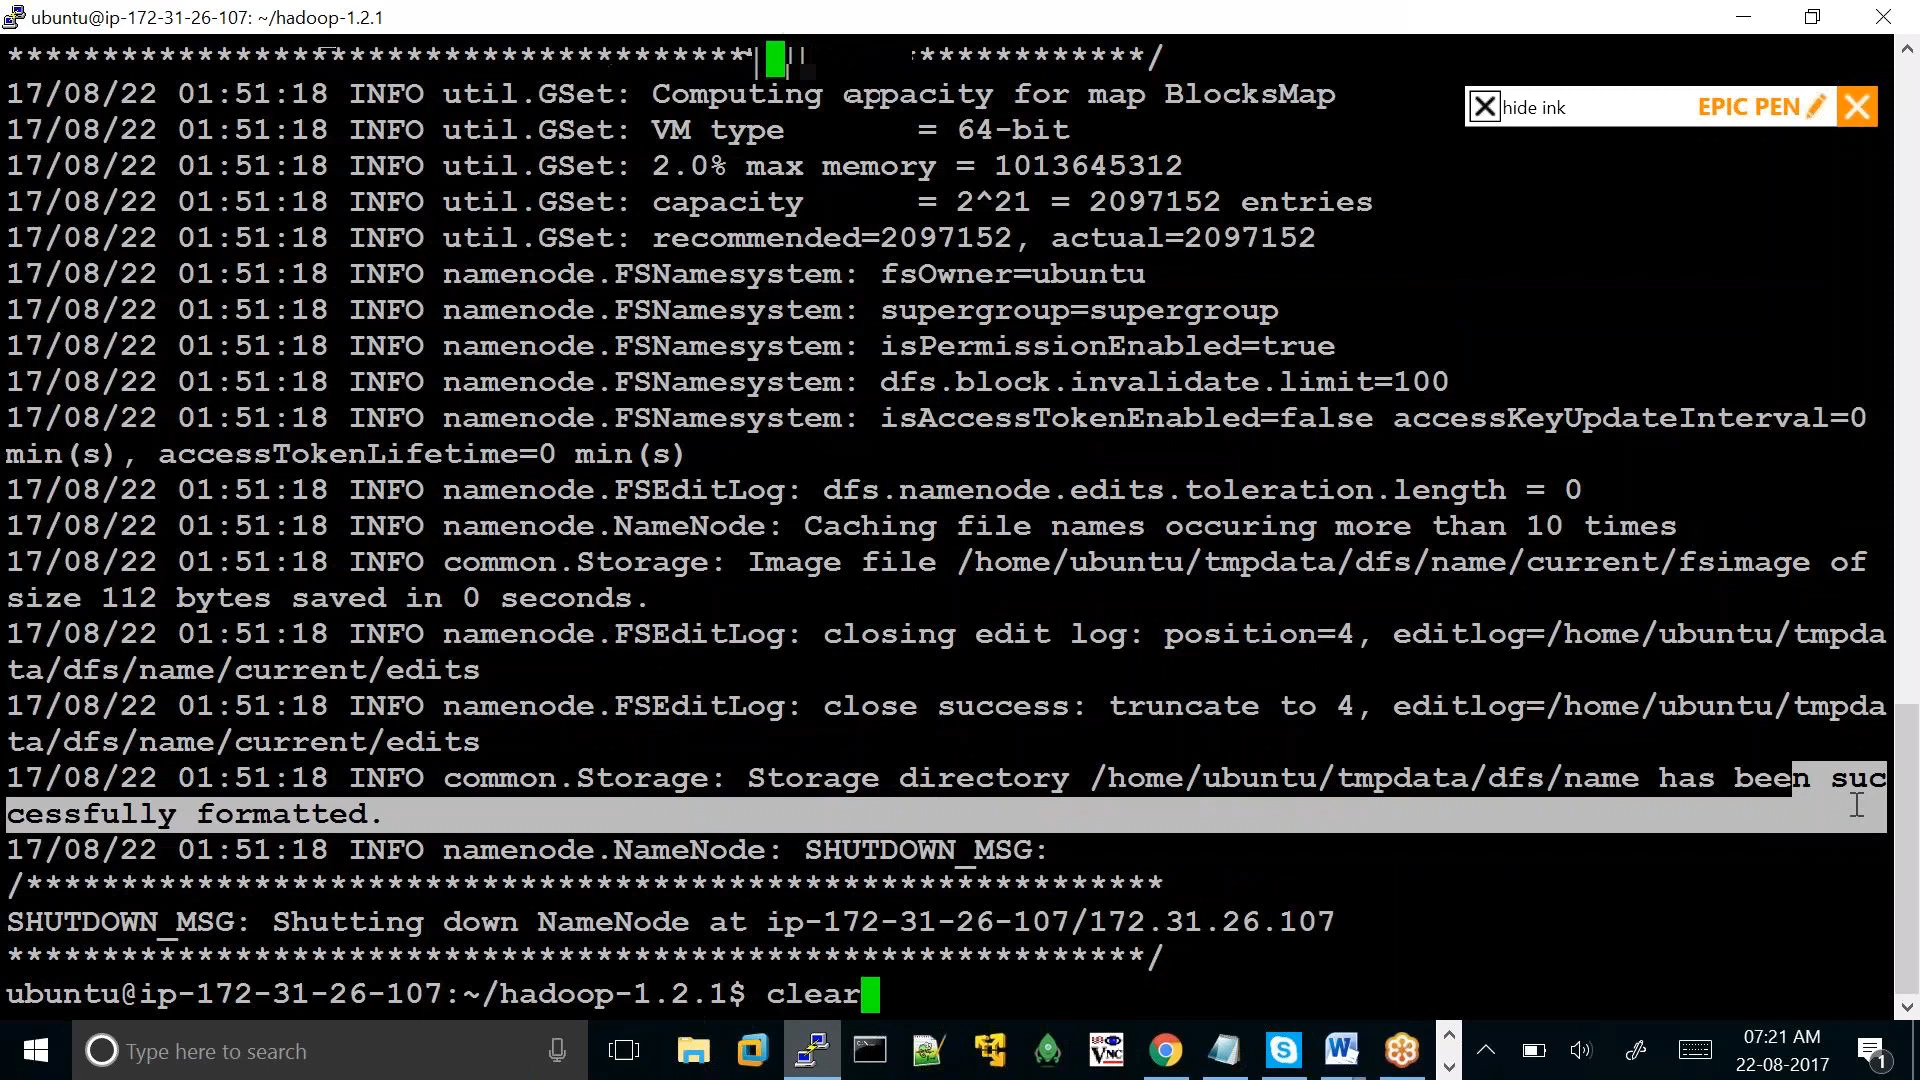 ubuntu@ip-172-31-26-107: ~/hadoop-1.2.1
***************************************| || ************/
17/08/22 01:51:18 INFO util.GSet: Computing capacity for map BlocksMap
hide ink EPIC PEN
17/08/22 01:51:18 INFO util.GSet: VM type       = 64-bit
17/08/22 01:51:18 INFO util.GSet: 2.0% max memory = 1013645312
17/08/22 01:51:18 INFO util.GSet: capacity      = 2^21 = 2097152 entries
17/08/22 01:51:18 INFO util.GSet: recommended=2097152, actual=2097152
17/08/22 01:51:18 INFO namenode.FSNamesystem: fsOwner=ubuntu
17/08/22 01:51:18 INFO namenode.FSNamesystem: supergroup=supergroup
17/08/22 01:51:18 INFO namenode.FSNamesystem: isPermissionEnabled=true
17/08/22 01:51:18 INFO namenode.FSNamesystem: dfs.block.invalidate.limit=100
17/08/22 01:51:18 INFO namenode.FSNamesystem: isAccessTokenEnabled=false accessKeyUpdateInterval=0
min(s), accessTokenLifetime=0 min(s)
17/08/22 01:51:18 INFO namenode.FSEditLog: dfs.namenode.edits.toleration.length = 0
17/08/22 01:51:18 INFO namenode.NameNode: Caching file names occuring more than 10 times
17/08/22 01:51:18 INFO common.Storage: Image file /home/ubuntu/tmpdata/dfs/name/current/fsimage of
size 112 bytes saved in 0 seconds.
17/08/22 01:51:18 INFO namenode.FSEditLog: closing edit log: position=4, editlog=/home/ubuntu/tmpda
ta/dfs/name/current/edits
17/08/22 01:51:18 INFO namenode.FSEditLog: close success: truncate to 4, editlog=/home/ubuntu/tmpda
ta/dfs/name/current/edits
17/08/22 01:51:18 INFO common.Storage: Storage directory /home/ubuntu/tmpdata/dfs/name has been suc
cessfully formatted.
17/08/22 01:51:18 INFO namenode.NameNode: SHUTDOWN_MSG:
/************************************************************
SHUTDOWN_MSG: Shutting down NameNode at ip-172-31-26-107/172.31.26.107
************************************************************/
ubuntu@ip-172-31-26-107:~/hadoop-1.2.1$ clear
Type here to search
07:21 AM
22-08-2017
1